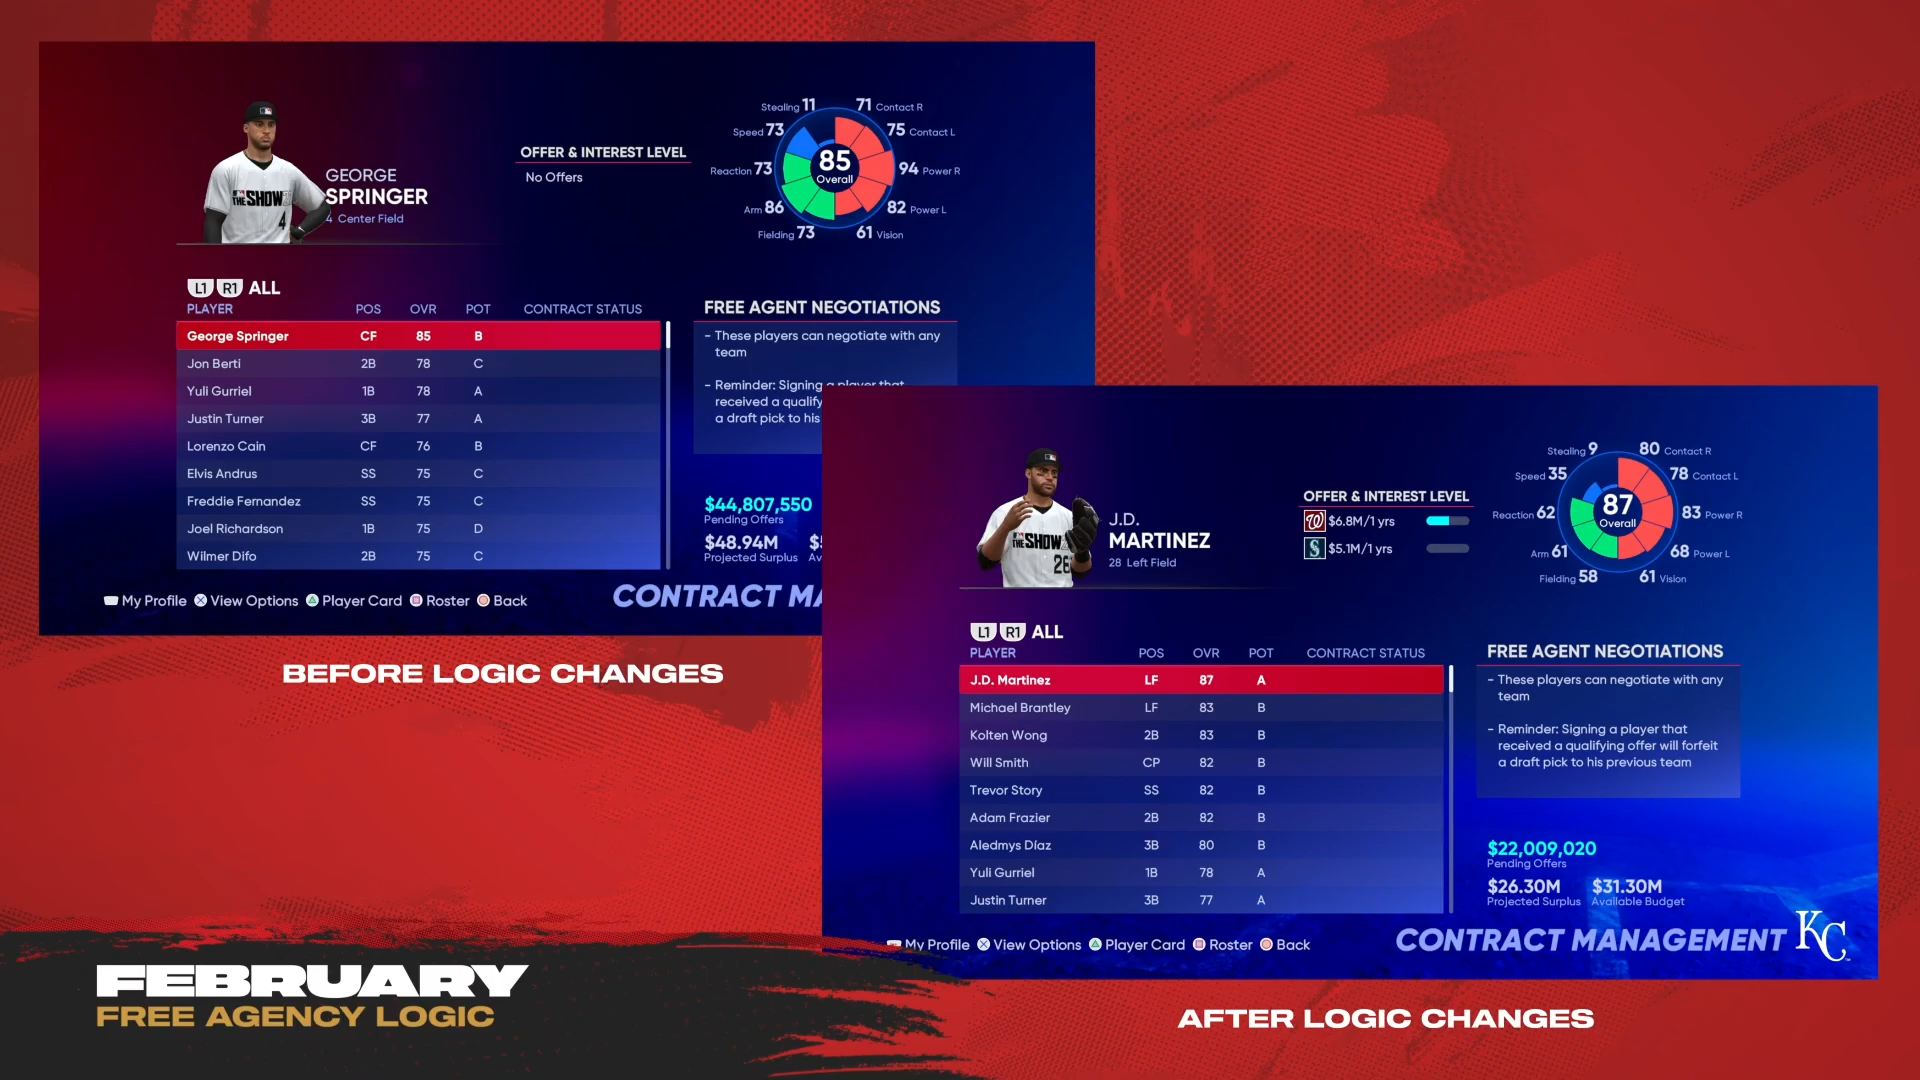 GEORGE
SPRINGER
4 Center Field
THE SHOW
4
OFFER & INTEREST LEVEL
No Offers
Stealing 11
71 Contact R
Speed 73
75 Contact L
Reaction 73
94 Power R
Arm 86
82 Power L
Fielding 73
61 Vision
85
Overall
L1 R1 ALL
PLAYER POS OVR POT CONTRACT STATUS
George Springer CF 85 B
Jon Berti 2B 78 C
Yuli Gurriel 1B 78 A
Justin Turner 3B 77 A
Lorenzo Cain CF 76 B
Elvis Andrus SS 75 C
Freddie Fernandez SS 75 C
Joel Richardson 1B 75 D
Wilmer Difo 2B 75 C
FREE AGENT NEGOTIATIONS
- These players can negotiate with any
team
- Reminder: Signing a player that
received a qualify
a draft pick to his
$44,807,550
Pending Offers
$48.94M
Projected Surplus
My Profile View Options Player Card Roster Back
CONTRACT MA
BEFORE LOGIC CHANGES
J.D.
MARTINEZ
28 Left Field
THE SHOW
OFFER & INTEREST LEVEL
W $6.8M/1 yrs
S $5.1M/1 yrs
Stealing 9
80 Contact R
Speed 35
78 Contact L
Reaction 62
83 Power R
Arm 61
68 Power L
Fielding 58
61 Vision
87
Overall
L1 R1 ALL
PLAYER POS OVR POT CONTRACT STATUS
J.D. Martinez LF 87 A
Michael Brantley LF 83 B
Kolten Wong 2B 83 B
Will Smith CP 82 B
Trevor Story SS 82 B
Adam Frazier 2B 82 B
Aledmys Díaz 3B 80 B
Yuli Gurriel 1B 78 A
Justin Turner 3B 77 A
FREE AGENT NEGOTIATIONS
- These players can negotiate with any
team
- Reminder: Signing a player that
received a qualifying offer will forfeit
a draft pick to his previous team
$22,009,020
Pending Offers
$26.30M $31.30M
Projected Surplus Available Budget
My Profile View Options Player Card Roster Back
CONTRACT MANAGEMENT KC
AFTER LOGIC CHANGES
FEBRUARY
FREE AGENCY LOGIC